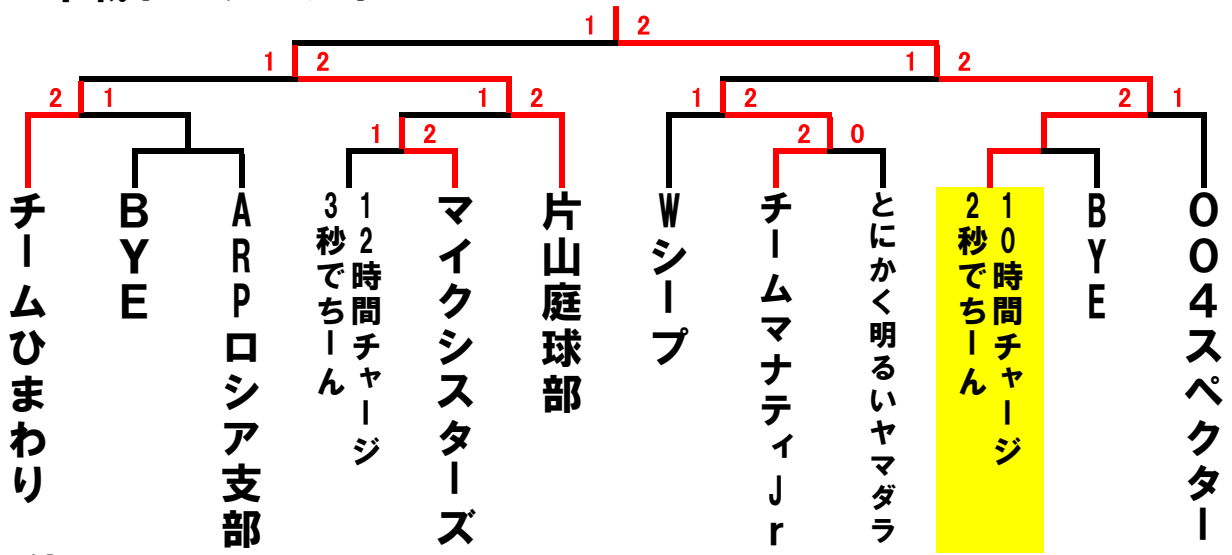 1 2
1 2
1 2
2 1
1 2
1 2
2 1
1 2
2 0
チームひまわり
BYE
ARPロシア支部
12時間チャージ
3秒でちーん
マイクシスターズ
片山庭球部
Wシープ
チームマナティJr
とにかく明るいヤマダラ
10時間チャージ
2秒でちーん
BYE
004スペクター